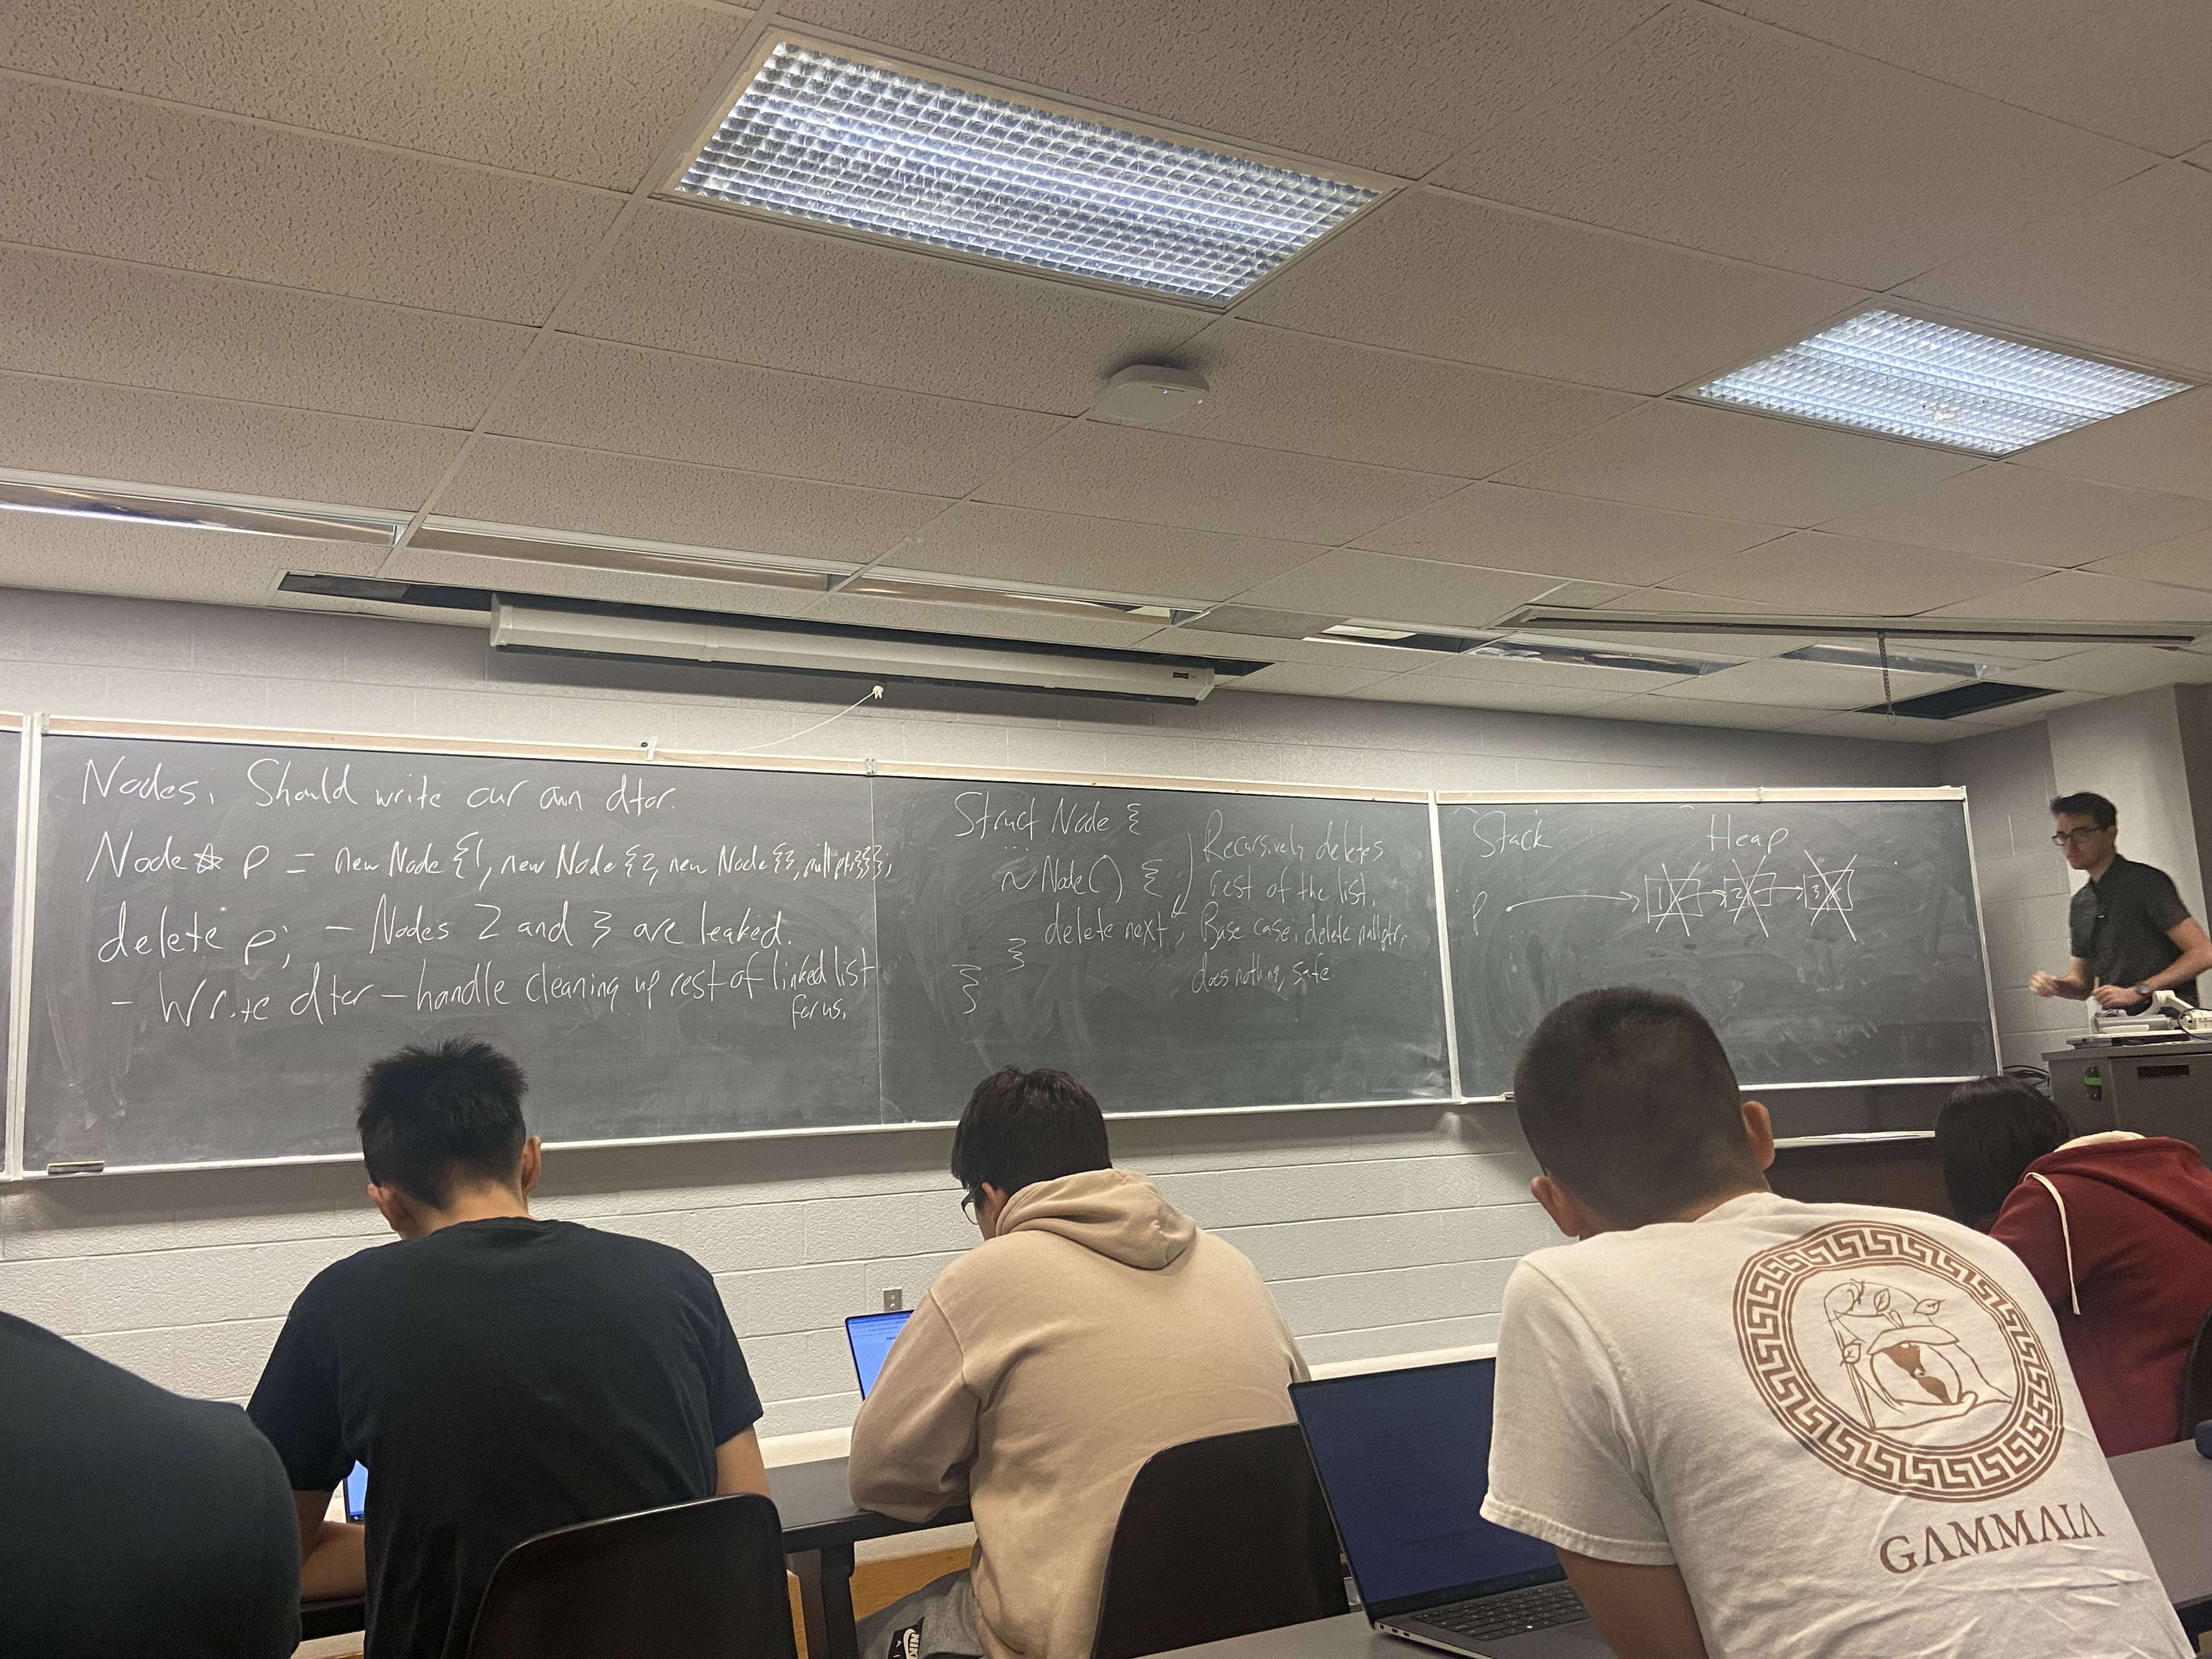 Nodes: Should write our own dtor.
Node* p = new Node {1, new Node {2, new Node {3, nullptr}}};
delete p; - Nodes 2 and 3 are leaked.
- Write dtor - handle cleaning up rest of linked list
for us.
Struct Node {
...
~Node() {
delete next;
}
};
Recursively deletes
rest of the list.
Base case: delete nullptr;
does nothing, safe.
Stack
Heap
p
1
2
3
GAMMAIA
NIKE